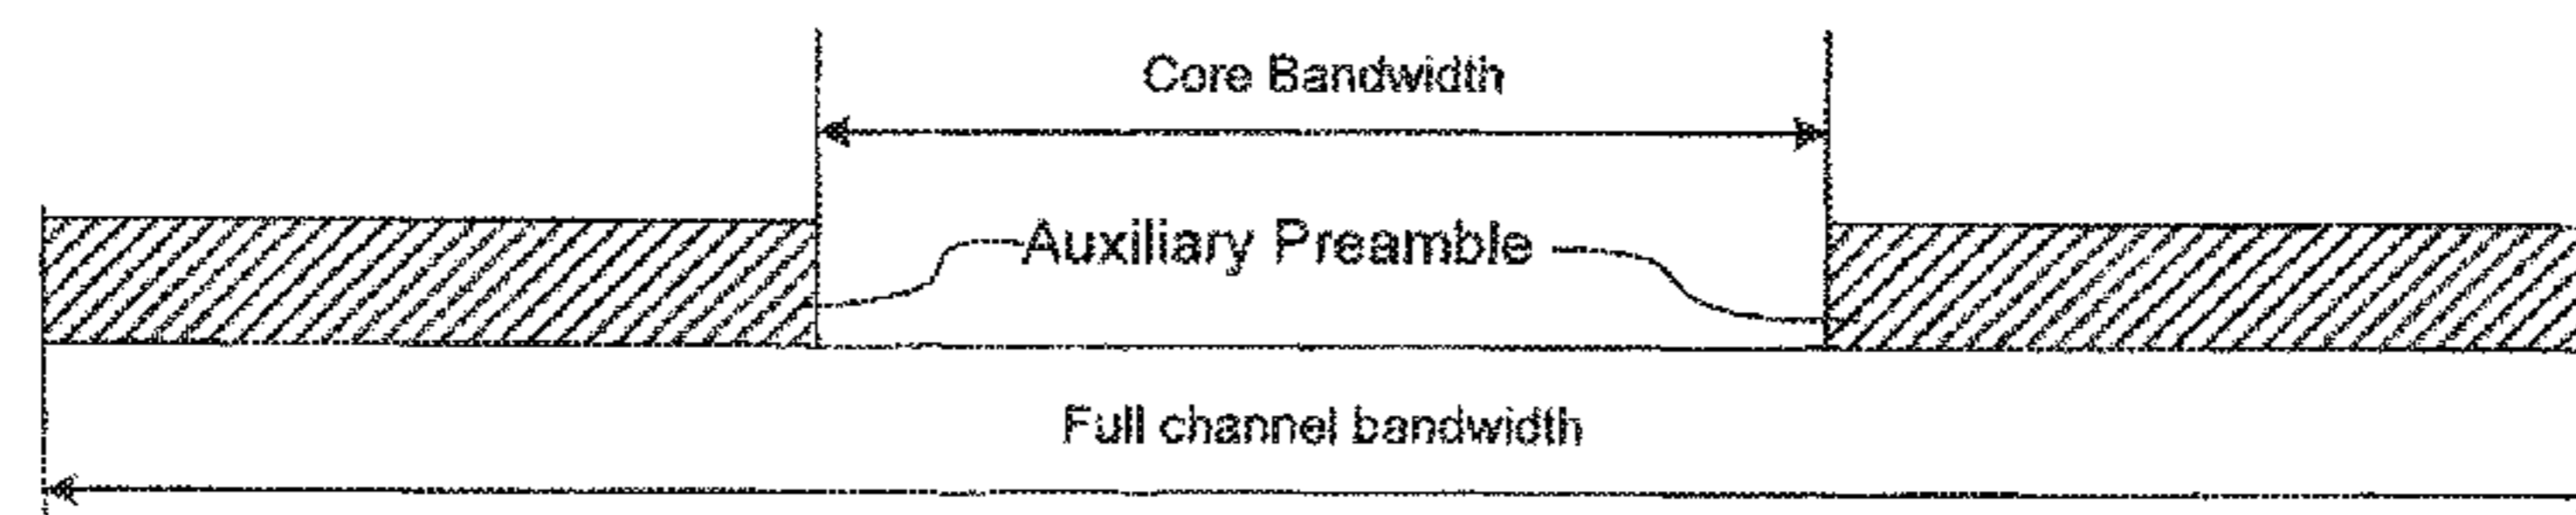 Core Bandwidth
Auxiliary Preamble
Full channel bandwidth